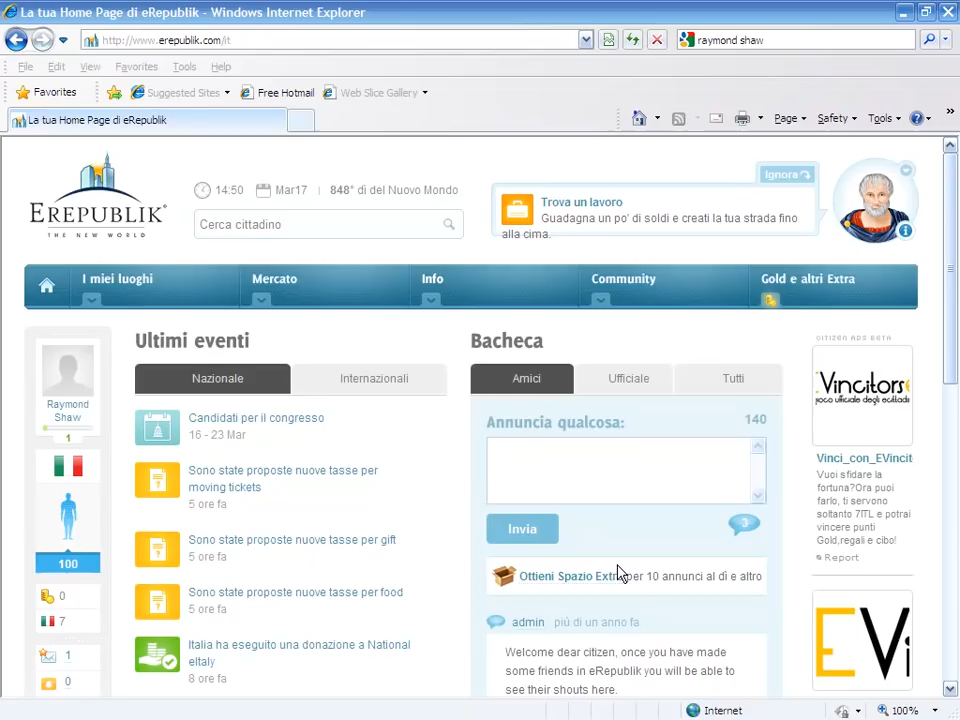 La tua Home Page di eRepublik - Windows Internet Explorer
http://www.erepublik.com/it
raymond shaw
File Edit View Favorites Tools Help
Favorites Suggested Sites Free Hotmail Web Slice Gallery
La tua Home Page di eRepublik
Page Safety Tools
EREPUBLIK
THE NEW WORLD
14:50 Mar17 | 848° di del Nuovo Mondo
Cerca cittadino
Ignora
Trova un lavoro
Guadagna un po' di soldi e creati la tua strada fino
alla cima.
I miei luoghi Mercato Info Community Gold e altri Extra
Raymond
Shaw
1
100
0
7
1
0
Ultimi eventi
Nazionale Internazionali
Candidati per il congresso
16 - 23 Mar
Sono state proposte nuove tasse per
moving tickets
5 ore fa
Sono state proposte nuove tasse per gift
5 ore fa
Sono state proposte nuove tasse per food
5 ore fa
Italia ha eseguito una donazione a National
eItaly
8 ore fa
Bacheca
Amici Ufficiale Tutti
Annuncia qualcosa: 140
Invia
3
Ottieni Spazio Extra per 10 annunci al dì e altro
admin più di un anno fa
Welcome dear citizen, once you have made
some friends in eRepublik you will be able to
see their shouts here.
CITIZEN ADS BETA
Vincitors
Vinci_con_EVincit
Vuoi sfidare la
fortuna?Ora puoi
farlo, ti servono
soltanto 7ITL e potrai
vincere punti
Gold,regali e cibo!
Report
EVi
Internet
100%